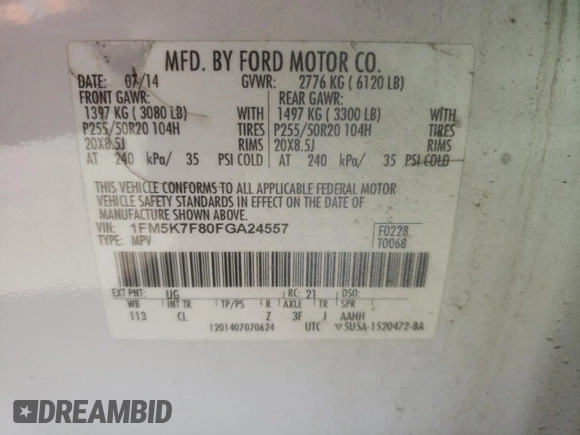 MFD. BY FORD MOTOR CO.
DATE: 07/14 GVWR: 2776 KG ( 6120 LB)
FRONT GAWR: REAR GAWR:
1397 KG ( 3080 LB) WITH 1497 KG ( 3300 LB) WITH
P255/50R20 104H TIRES P255/50R20 104H TIRES
20X8.5J RIMS 20X8.5J RIMS
AT 240 kPa/ 35 PSI COLD AT 240 kPa/ 35 PSI COLD
THIS VEHICLE CONFORMS TO ALL APPLICABLE FEDERAL MOTOR
VEHICLE SAFETY STANDARDS IN EFFECT ON THE DATE OF
MANUFACTURE SHOWN ABOVE.
VIN: 1FM5K7F80FGA24557 F0228
TYPE: MPV T0068
EXT PNT: UG RC: 21 DSO:
WB INT TR TP/PS R AXLE TR SPR
113 CL Z 3F J AAHH
1201407070624 UTC 5U5A-1520472-BA
DREAMBID